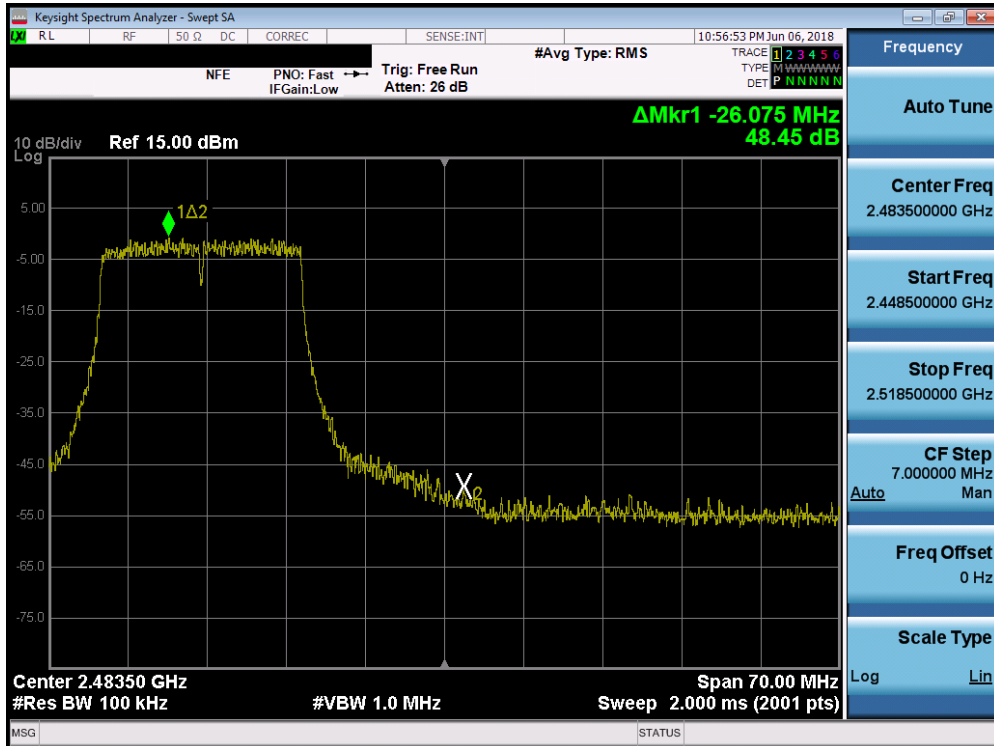 Keysight Spectrum Analyzer - Swept SA
LXI RL RF 50 Ω DC CORREC SENSE:INT 10:56:53 PM Jun 06, 2018
NFE PNO: Fast Trig: Free Run #Avg Type: RMS TRACE 1 2 3 4 5 6
IFGain:Low Atten: 26 dB TYPE M WWWWW
DET P N N N N N
ΔMkr1 -26.075 MHz
48.45 dB
10 dB/div Ref 15.00 dBm
Log
5.00
1Δ2
-5.00
-15.0
-25.0
-35.0
-45.0
X2
-55.0
-65.0
-75.0
Center 2.48350 GHz Span 70.00 MHz
#Res BW 100 kHz #VBW 1.0 MHz Sweep 2.000 ms (2001 pts)
MSG STATUS
Frequency
Auto Tune
Center Freq
2.483500000 GHz
Start Freq
2.448500000 GHz
Stop Freq
2.518500000 GHz
CF Step
7.000000 MHz
Auto Man
Freq Offset
0 Hz
Scale Type
Log Lin